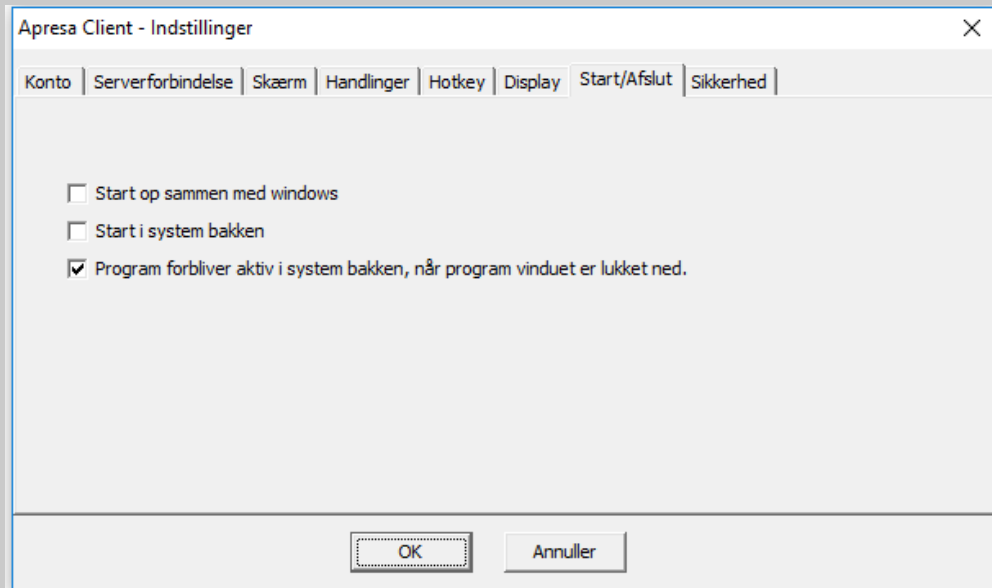 Apresa Client - Indstillinger
Konto Serverforbindelse Skærm Handlinger Hotkey Display Start/Afslut Sikkerhed
Start op sammen med windows
Start i system bakken
Program forbliver aktiv i system bakken, når program vinduet er lukket ned.
OK Annuller